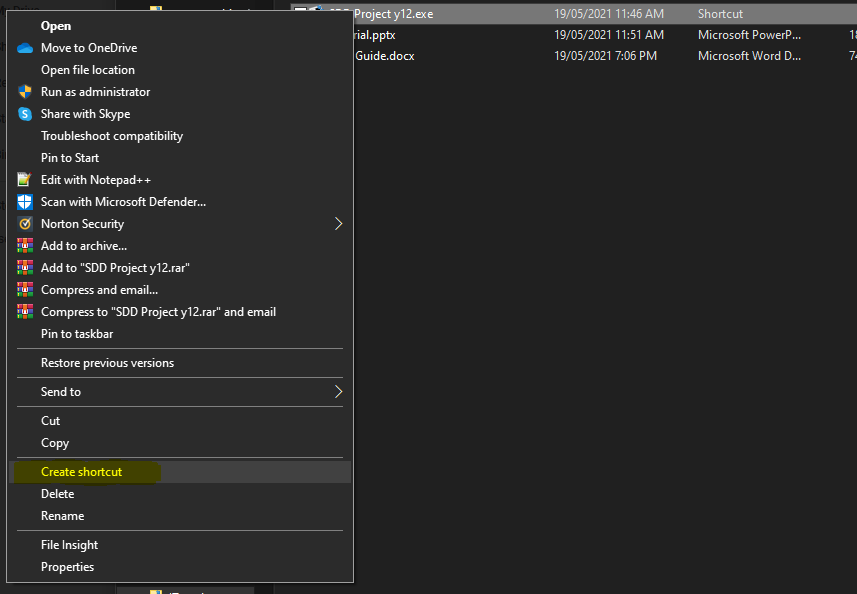 Open
Move to OneDrive
Open file location
Run as administrator
Share with Skype
Troubleshoot compatibility
Pin to Start
Edit with Notepad++
Scan with Microsoft Defender...
Norton Security
Add to archive...
Add to "SDD Project y12.rar"
Compress and email...
Compress to "SDD Project y12.rar" and email
Pin to taskbar
Restore previous versions
Send to
Cut
Copy
Create shortcut
Delete
Rename
File Insight
Properties
Project y12.exe 19/05/2021 11:46 AM Shortcut
rial.pptx 19/05/2021 11:51 AM Microsoft PowerP...
Guide.docx 19/05/2021 7:06 PM Microsoft Word D...